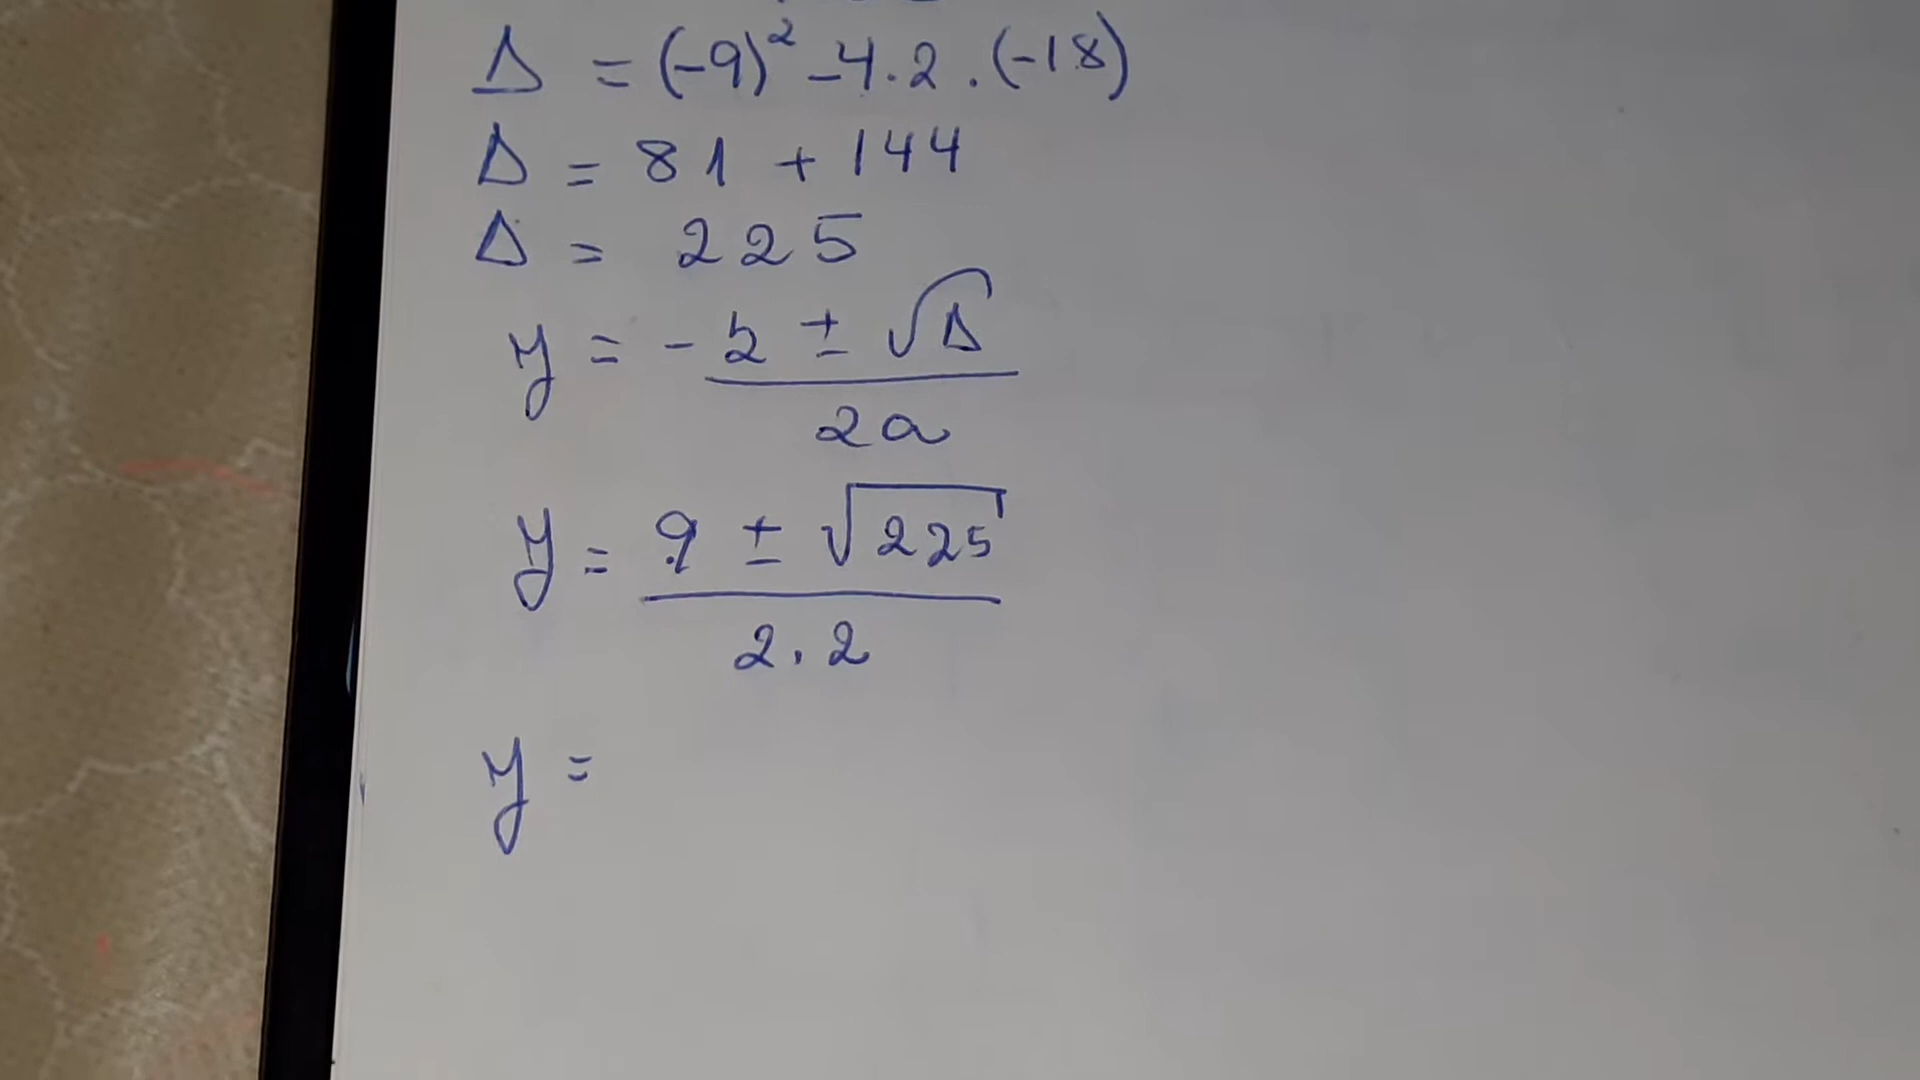 Δ = (-9)² - 4 . 2 . (-18)
Δ = 81 + 144
Δ = 225
y = -b ± √Δ / 2a
y = 9 ± √225 / 2 . 2
y =